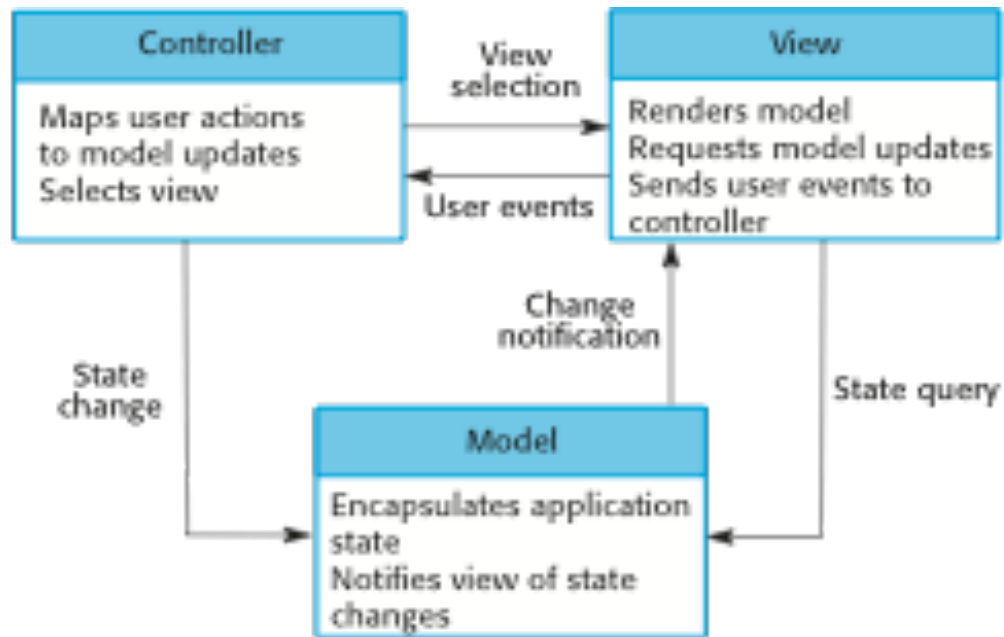 Controller
Maps user actions
to model updates
Selects view
View
selection
User events
View
Renders model
Requests model updates
Sends user events to
controller
State
change
Change
notification
State query
Model
Encapsulates application
state
Notifies view of state
changes